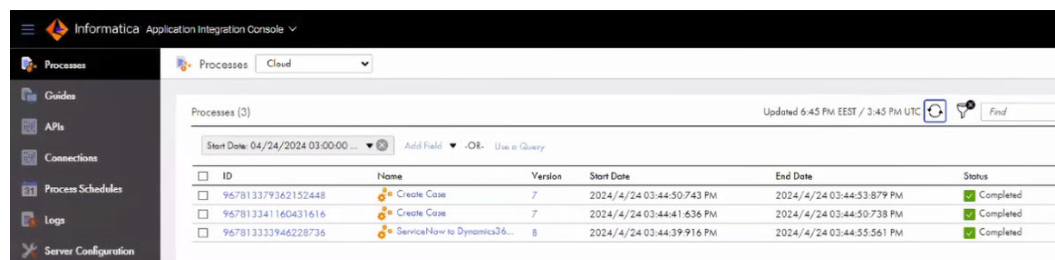 Informatica Application Integration Console
Processes
Guides
APIs
Connections
Process Schedules
Logs
Server Configuration
Processes Cloud
Processes (3) Updated 6:45 PM EEST / 3:45 PM UTC Find
Start Date: 04/24/2024 03:00:00 ... Add Field -OR- Use a Query
ID Name Version Start Date End Date Status
967813379362152448 Create Case 7 2024/4/24 03:44:50:743 PM 2024/4/24 03:44:53:879 PM Completed
967813341160431616 Create Case 7 2024/4/24 03:44:41:636 PM 2024/4/24 03:44:50:738 PM Completed
967813333946228736 ServiceNow to Dynamics36... 8 2024/4/24 03:44:39:916 PM 2024/4/24 03:44:55:561 PM Completed